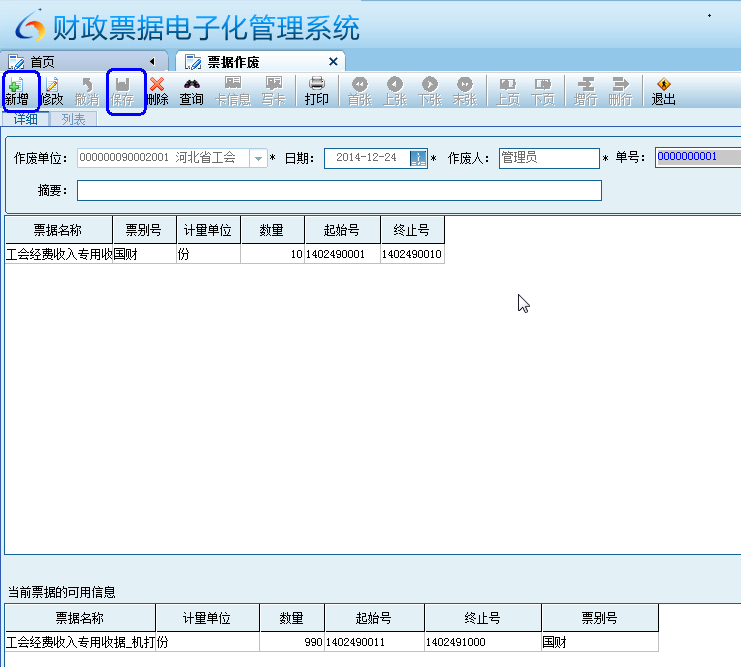 财政票据电子化管理系统
首页 票据作废
新增 修改 撤消 保存 删除 查询 卡信息 写卡 打印 首张 上张 下张 末张 上页 下页 增行 删行 退出
详细 列表
作废单位： 000000090002001 河北省工会 * 日期： 2014-12-24 * 作废人： 管理员 * 单号： 0000000001
摘要：
票据名称 票别号 计量单位 数量 起始号 终止号
工会经费收入专用收 国财 份 10 1402490001 1402490010
当前票据的可用信息
票据名称 计量单位 数量 起始号 终止号 票别号
工会经费收入专用收据_机打 份 990 1402490011 1402491000 国财